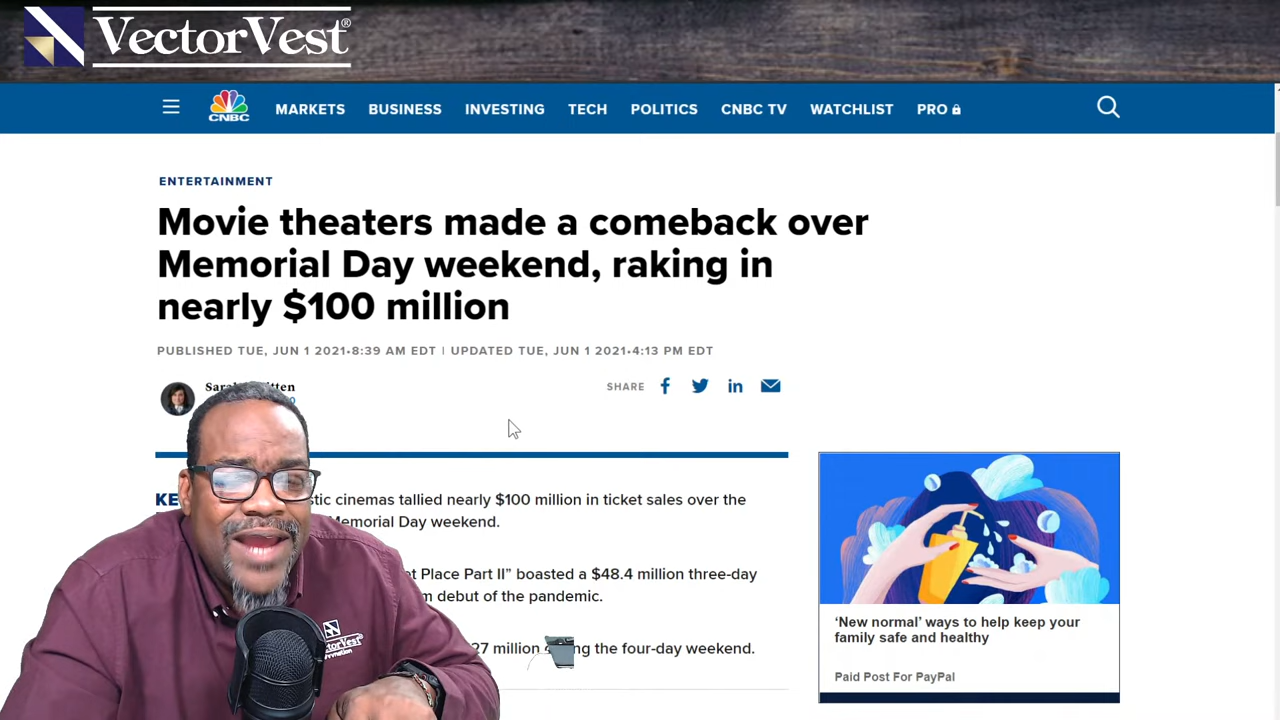 VectorVest®
CNBC
MARKETS BUSINESS INVESTING TECH POLITICS CNBC TV WATCHLIST PRO
ENTERTAINMENT
Movie theaters made a comeback over
Memorial Day weekend, raking in
nearly $100 million
PUBLISHED TUE, JUN 1 2021•8:39 AM EDT | UPDATED TUE, JUN 1 2021•4:13 PM EDT
SHARE
cinemas tallied nearly $100 million in ticket sales over the
Memorial Day weekend.
Place Part II” boasted a $48.4 million three-day
debut of the pandemic.
million the four-day weekend.
‘New normal’ ways to help keep your
family safe and healthy
Paid Post For PayPal